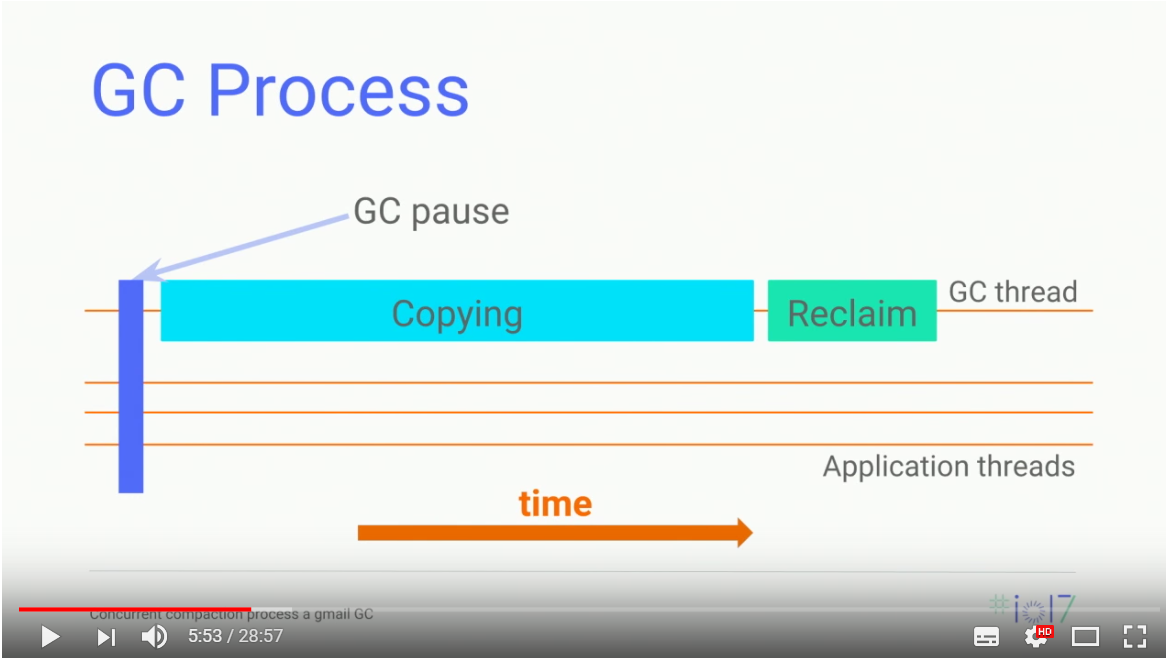 GC Process
GC pause
Copying
Reclaim
GC thread
Application threads
time
Concurrent compaction process a gmail GC
#io17
5:53 / 28:57
HD